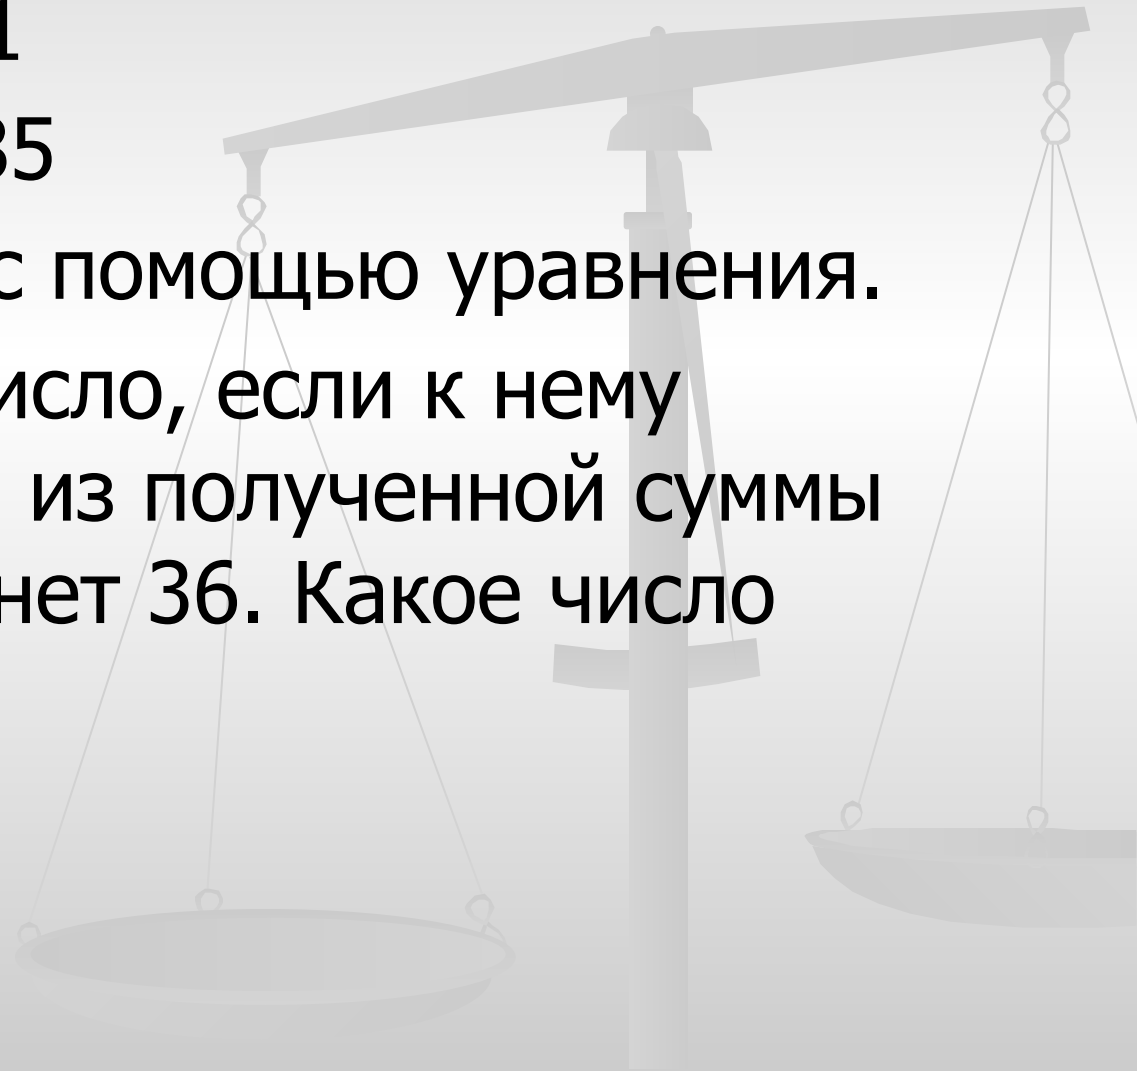 1
35
с помощью уравнения.
исло, если к нему
из полученной суммы
нет 36. Какое число